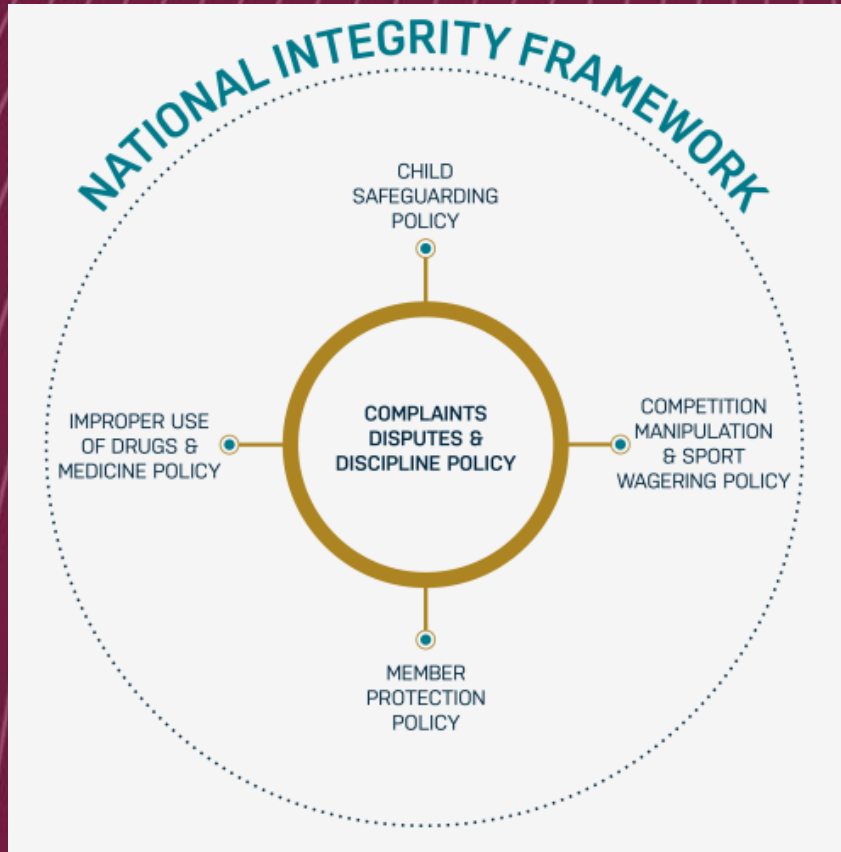 NATIONAL INTEGRITY FRAMEWORK
CHILD
SAFEGUARDING
POLICY
IMPROPER USE
OF DRUGS &
MEDICINE POLICY
COMPLAINTS
DISPUTES &
DISCIPLINE POLICY
COMPETITION
MANIPULATION
& SPORT
WAGERING POLICY
MEMBER
PROTECTION
POLICY